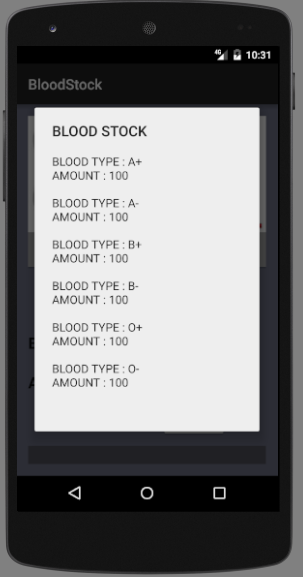 4G 10:31
BloodStock
BLOOD STOCK
BLOOD TYPE : A+
AMOUNT : 100
BLOOD TYPE : A-
AMOUNT : 100
BLOOD TYPE : B+
AMOUNT : 100
BLOOD TYPE : B-
AMOUNT : 100
BLOOD TYPE : O+
AMOUNT : 100
BLOOD TYPE : O-
AMOUNT : 100